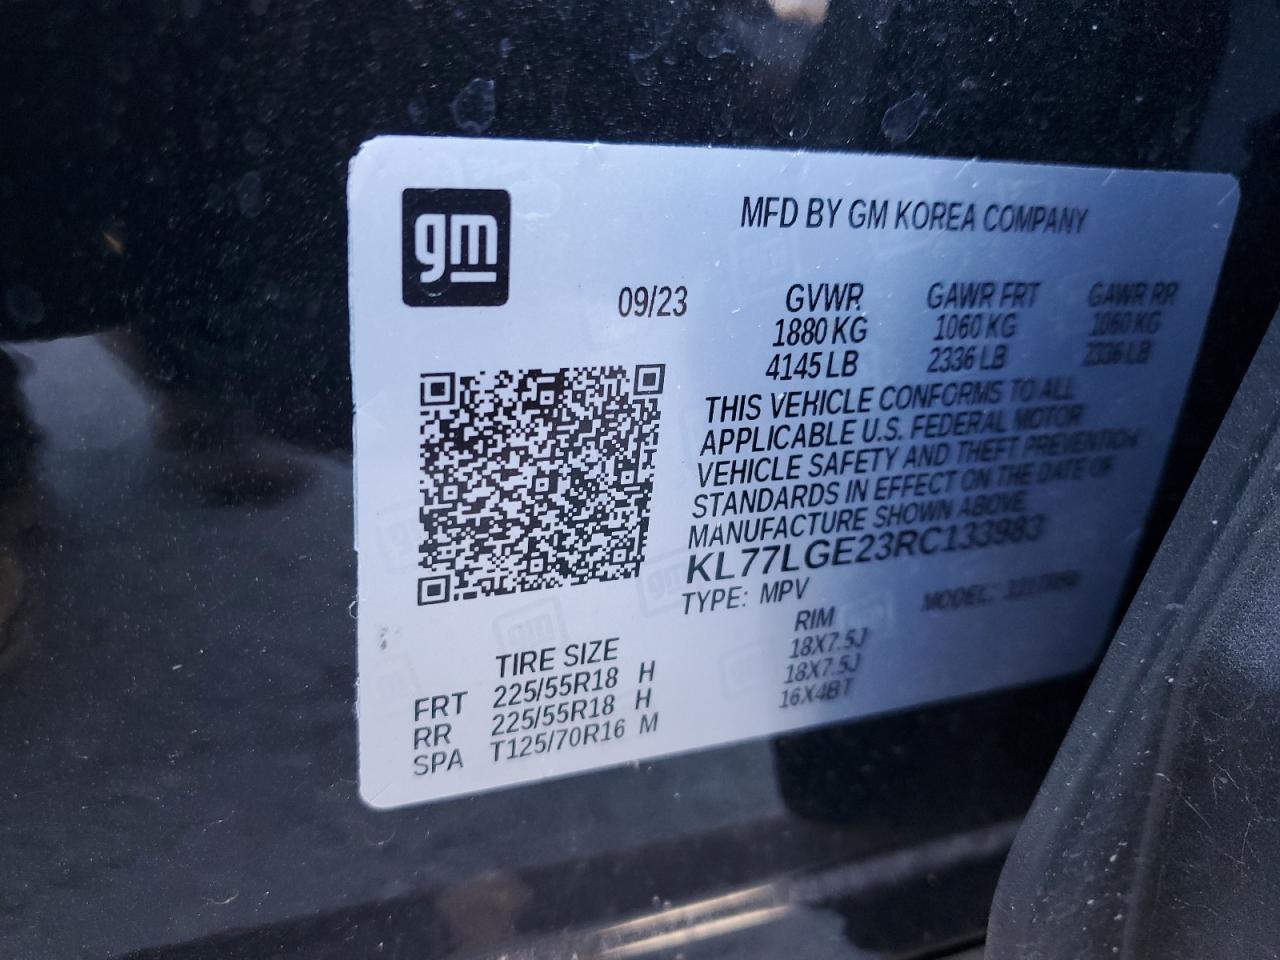 gm
MFD BY GM KOREA COMPANY
09/23 GVWR GAWR FRT GAWR RR
1880 KG 1060 KG 1060 KG
4145 LB 2336 LB 2336 LB
THIS VEHICLE CONFORMS TO ALL
APPLICABLE U.S. FEDERAL MOTOR
VEHICLE SAFETY AND THEFT PREVENTION
STANDARDS IN EFFECT ON THE DATE OF
MANUFACTURE SHOWN ABOVE
KL77LGE23RC133983
TYPE: MPV MODEL:
TIRE SIZE RIM
FRT 225/55R18 H 18X7.5J
RR 225/55R18 H 18X7.5J
SPA T125/70R16 M 16X4BT